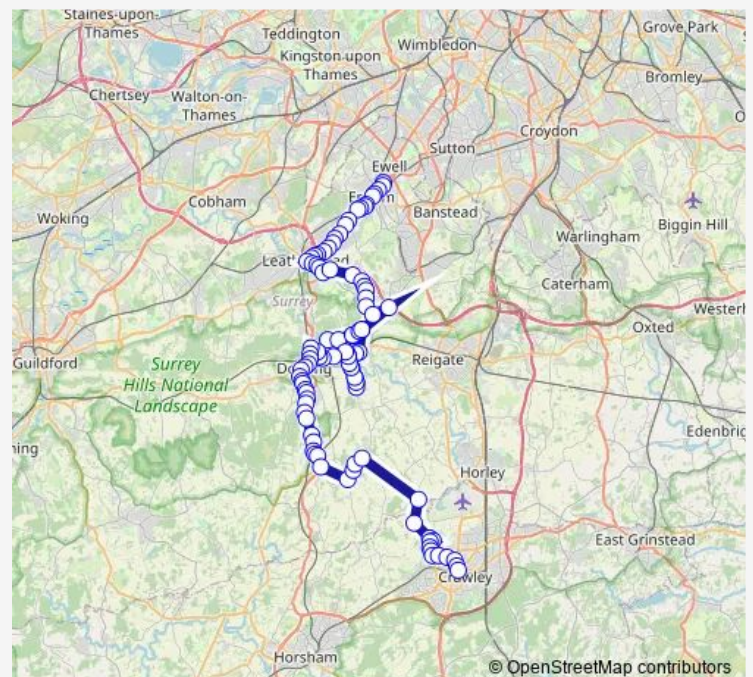 Staines-upon-
Thames
Teddington
Grove Park
Kingston upon
Thames
Wimbledon
Bromley
Chertsey
Walton-on-
Thames
Croydon
Sutton
Ewell
Cobham
Banstead
Woking
Biggin Hill
Warlingham
Caterham
Surrey
Oxted
Guildford
Reigate
Surrey
Hills National
Landscape
Horley
East Grinstead
Crawley
Horsham
© OpenStreetMap contributors